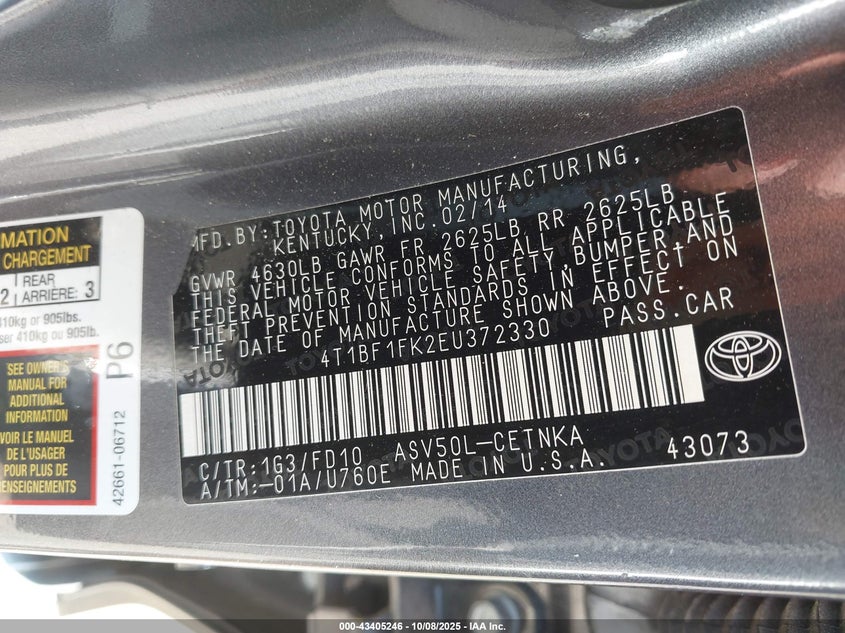 MFD.BY: TOYOTA MOTOR MANUFACTURING,
KENTUCKY, INC. 02/14
GVWR 4630LB GAWR FR 2625LB RR 2625LB
THIS VEHICLE CONFORMS TO ALL APPLICABLE
FEDERAL MOTOR VEHICLE SAFETY, BUMPER, AND
THEFT PREVENTION STANDARDS IN EFFECT ON
THE DATE OF MANUFACTURE SHOWN ABOVE.
4T1BF1FK2EU372330 PASS.CAR
C/TR: 1G3/FD10 ASV50L-CETNKA
A/TM: -01A/U760E MADE IN U.S.A. 43073
CHARGEMENT
REAR
ARRIÈRE: 3
410kg or 905lbs.
ser 410kg ou 905lb.
SEE OWNER'S
MANUAL FOR
ADDITIONAL
INFORMATION
VOIR LE MANUEL
DE L'USAGER
POUR PLUS DE
P6
42661-06712
000-43405246 - 10/08/2025 - IAA Inc.